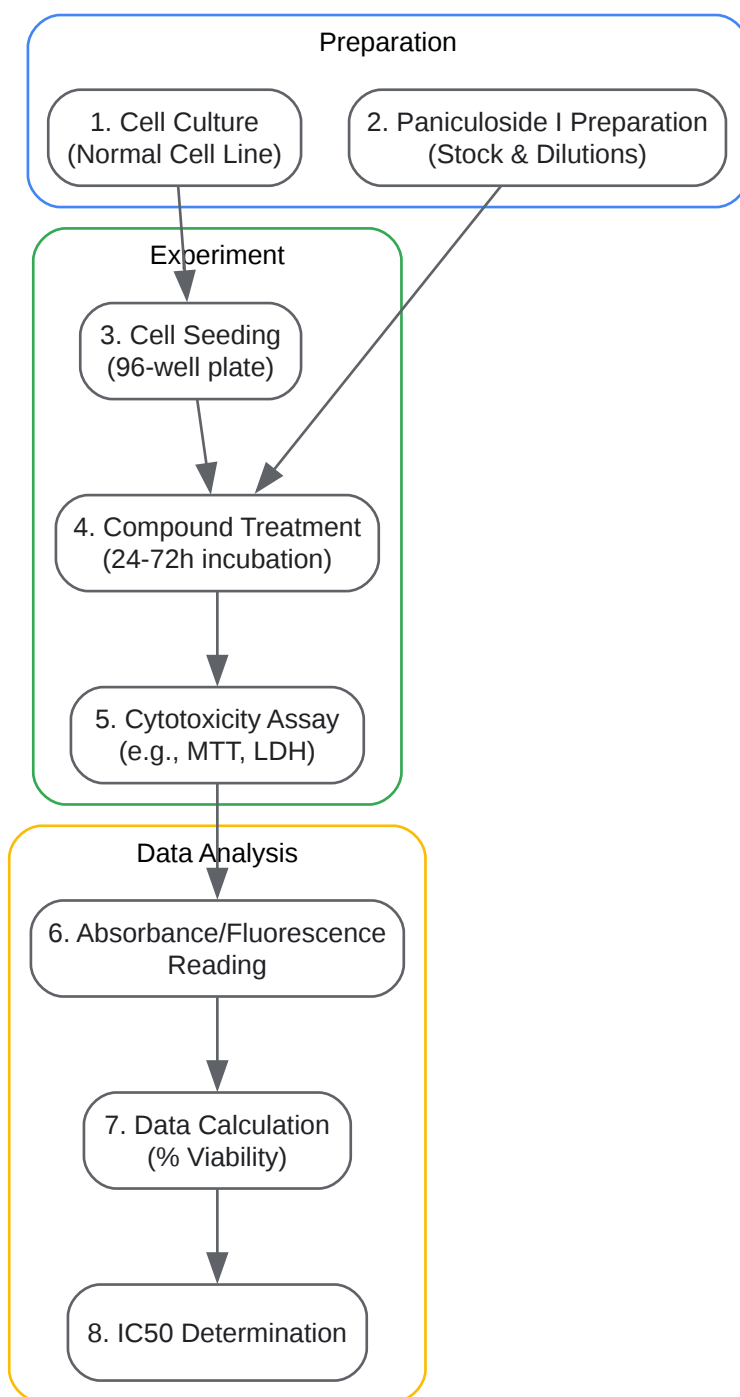 Preparation
1. Cell Culture
(Normal Cell Line)
2. Paniculoside I Preparation
(Stock & Dilutions)
Experiment
3. Cell Seeding
(96-well plate)
4. Compound Treatment
(24-72h incubation)
5. Cytotoxicity Assay
(e.g., MTT, LDH)
Data Analysis
6. Absorbance/Fluorescence
Reading
7. Data Calculation
(% Viability)
8. IC50 Determination